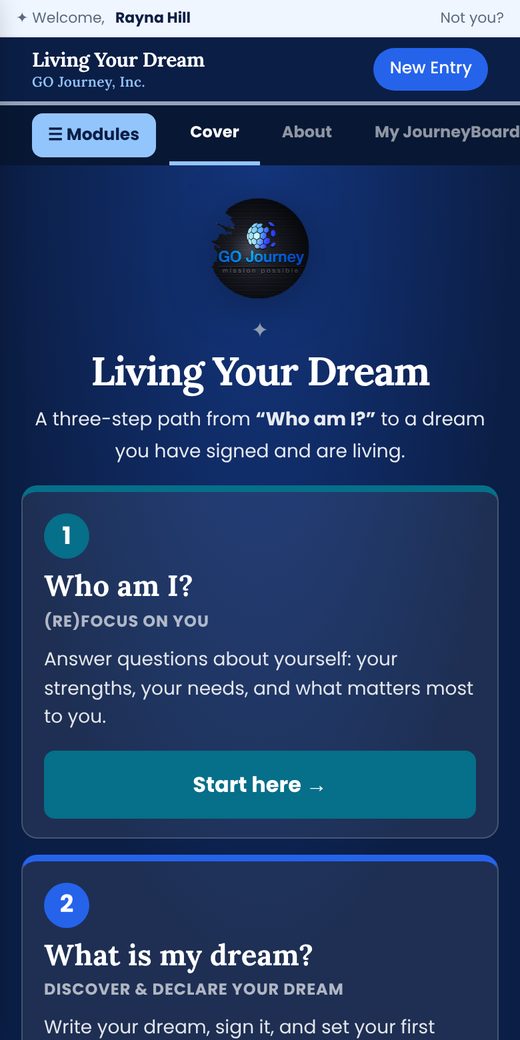 ✦ Welcome, Rayna Hill Not you?
Living Your Dream
GO Journey, Inc.
New Entry
☰ Modules Cover About My JourneyBoard
GO Journey
mission possible
✦
Living Your Dream
A three-step path from “Who am I?” to a dream
you have signed and are living.
1
Who am I?
(RE)FOCUS ON YOU
Answer questions about yourself: your
strengths, your needs, and what matters most
to you.
Start here →
2
What is my dream?
DISCOVER & DECLARE YOUR DREAM
Write your dream, sign it, and set your first